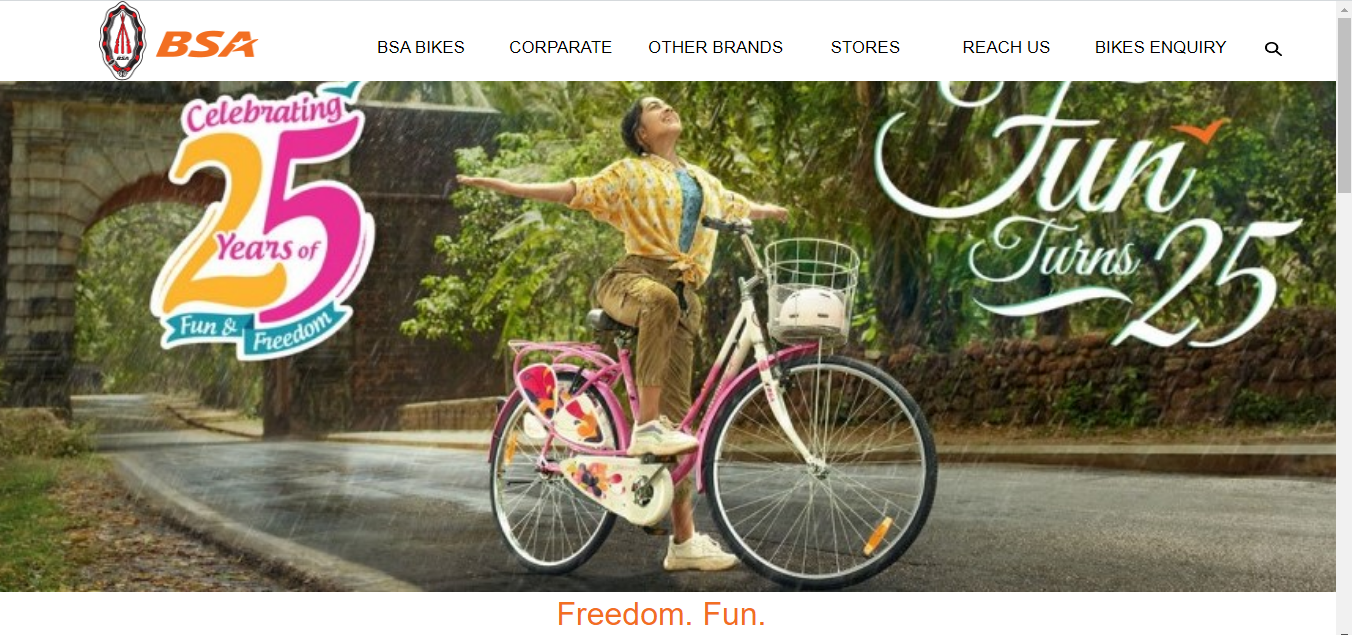 BSA
BSA
BSA BIKES
CORPARATE
OTHER BRANDS
STORES
REACH US
BIKES ENQUIRY
Celebrating
25
Years of
Fun &
Freedom
Fun
Turns 25
Freedom. Fun.